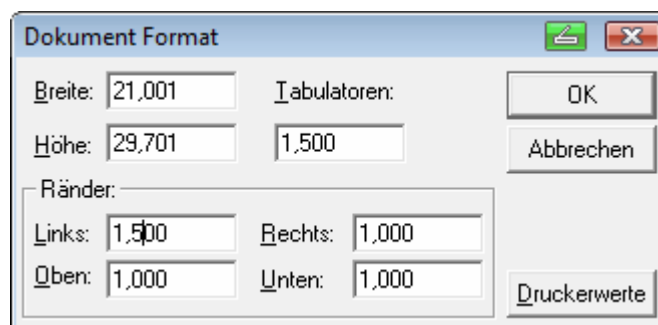 Dokument Format
Breite: 21,001 Tabulatoren: OK
Höhe: 29,701 1,500 Abbrechen
Ränder:
Links: 1,500 Rechts: 1,000
Oben: 1,000 Unten: 1,000 Druckerwerte